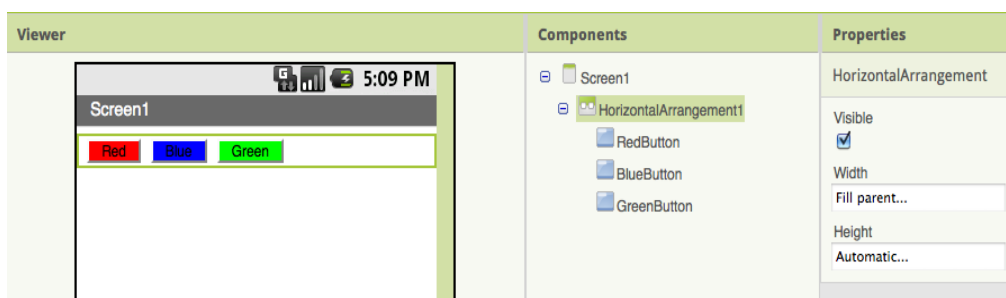 Viewer
Components
Properties
G
5:09 PM
Screen1
Red
Blue
Green
Screen1
HorizontalArrangement1
RedButton
BlueButton
GreenButton
HorizontalArrangement
Visible
Width
Fill parent...
Height
Automatic...